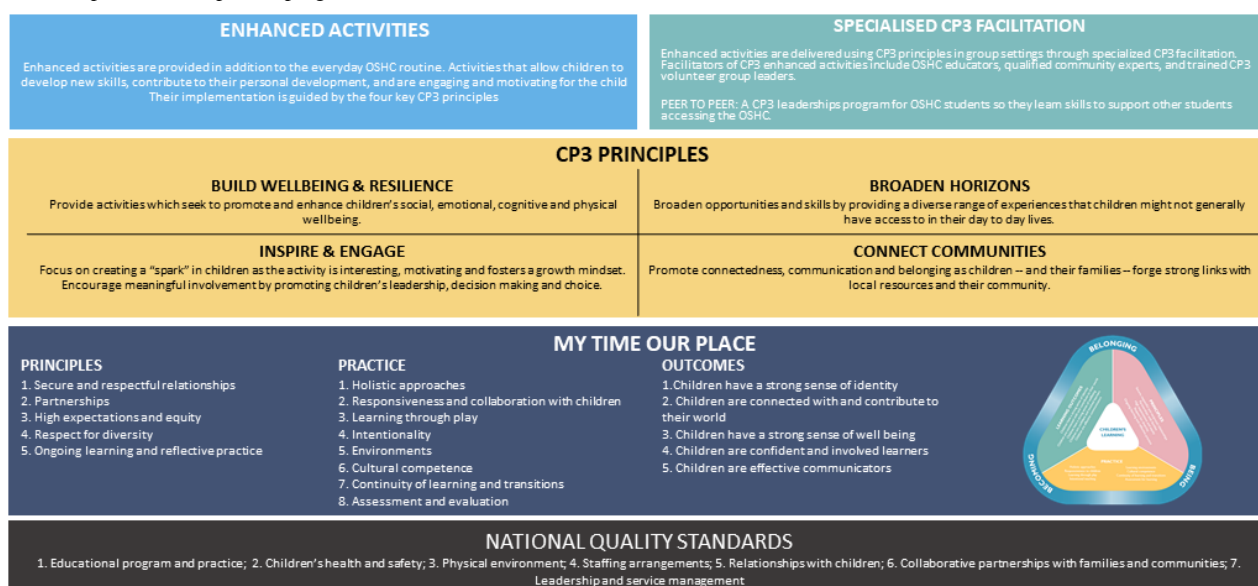 ENHANCED ACTIVITIES
Enhanced activities are provided in addition to the everyday OSHC routine. Activities that allow children to
develop new skills, contribute to their personal development, and are engaging and motivating for the child
Their implementation is guided by the four key CP3 principles
SPECIALISED CP3 FACILITATION
Enhanced activities are delivered using CP3 principles in group settings through specialized CP3 facilitation.
Facilitators of CP3 enhanced activities include OSHC educators, qualified community experts, and trained CP3
volunteer group leaders.
PEER TO PEER: A CP3 leaderships program for OSHC students so they learn skills to support other students
accessing the OSHC.
CP3 PRINCIPLES
BUILD WELLBEING & RESILIENCE
Provide activities which seek to promote and enhance children's social, emotional, cognitive and physical
wellbeing.
BROADEN HORIZONS
Broaden opportunities and skills by providing a diverse range of experiences that children might not generally
have access to in their day to day lives.
INSPIRE & ENGAGE
Focus on creating a "spark" in children as the activity is interesting, motivating and fosters a growth mindset.
Encourage meaningful involvement by promoting children's leadership, decision making and choice.
CONNECT COMMUNITIES
Promote connectedness, communication and belonging as children – and their families – forge strong links with
local resources and their community.
MY TIME OUR PLACE
PRINCIPLES
1. Secure and respectful relationships
2. Partnerships
3. High expectations and equity
4. Respect for diversity
5. Ongoing learning and reflective practice
PRACTICE
1. Holistic approaches
2. Responsiveness and collaboration with children
3. Learning through play
4. Intentionality
5. Environments
6. Cultural competence
7. Continuity of learning and transitions
8. Assessment and evaluation
OUTCOMES
1.Children have a strong sense of identity
2. Children are connected with and contribute to
their world
3. Children have a strong sense of well being
4. Children are confident and involved learners
5. Children are effective communicators
BELONGING
LEARNING OUTCOMES
PRINCIPLES
CHILDREN'S
LEARNING
PRACTICE
BECOMING
BEING
NATIONAL QUALITY STANDARDS
1. Educational program and practice; 2. Children's health and safety; 3. Physical environment; 4. Staffing arrangements; 5. Relationships with children; 6. Collaborative partnerships with families and communities; 7.
Leadership and service management